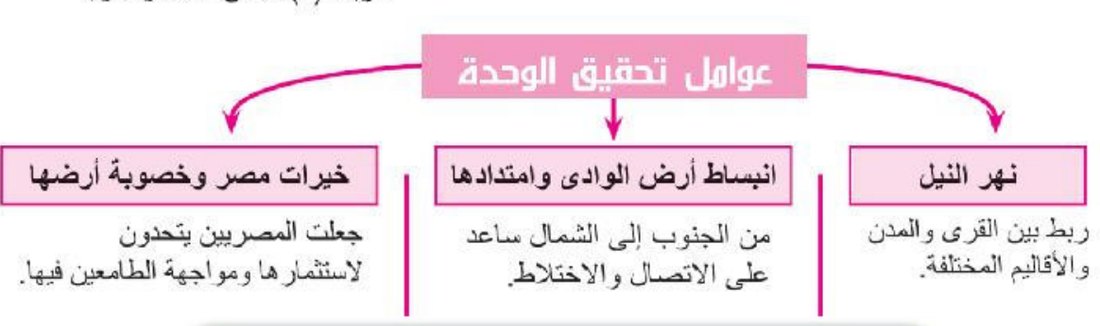 عوامل تحقيق الوحدة
نهر النيل
ربط بين القرى والمدن
والأقاليم المختلفة.
انبساط أرض الوادى وامتدادها
من الجنوب إلى الشمال ساعد
على الاتصال والاختلاط.
خيرات مصر وخصوبة أرضها
جعلت المصريين يتحدون
لاستثمارها ومواجهة الطامعين فيها.